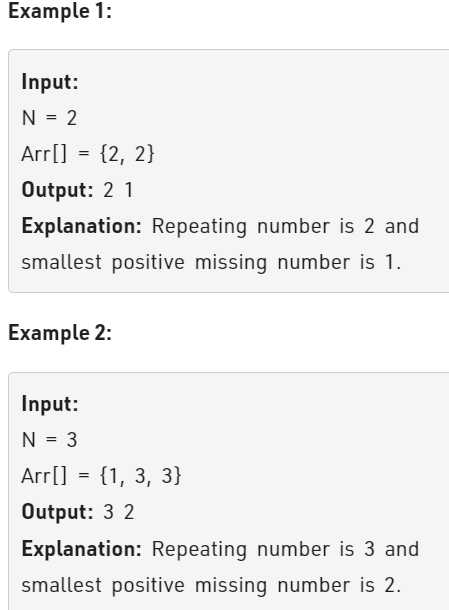 Example 1:
Input:
N = 2
Arr[] = {2, 2}
Output: 2 1
Explanation: Repeating number is 2 and
smallest positive missing number is 1.
Example 2:
Input:
N = 3
Arr[] = {1, 3, 3}
Output: 3 2
Explanation: Repeating number is 3 and
smallest positive missing number is 2.